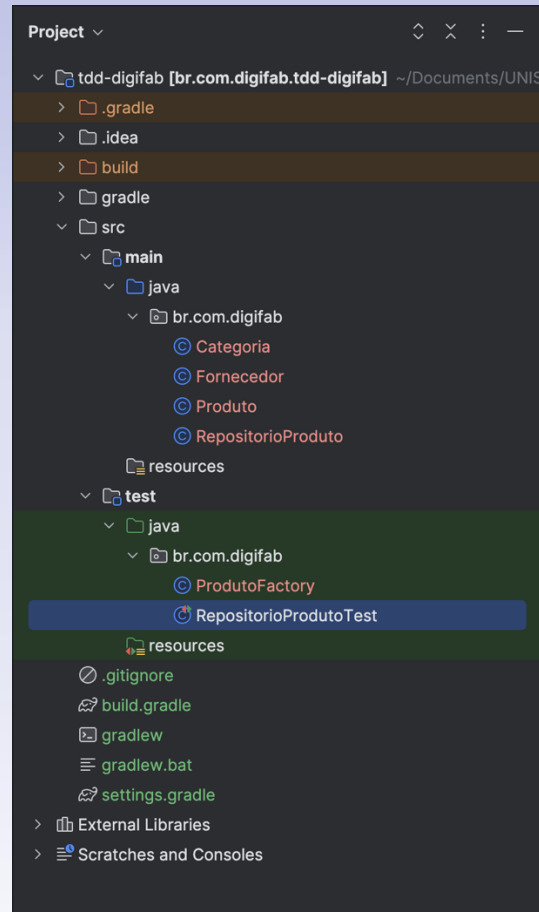 Project
tdd-digifab [br.com.digifab.tdd-digifab] ~/Documents/UNIS
.gradle
.idea
build
gradle
src
main
java
br.com.digifab
Categoria
Fornecedor
Produto
RepositorioProduto
resources
test
java
br.com.digifab
ProdutoFactory
RepositorioProdutoTest
resources
.gitignore
build.gradle
gradlew
gradlew.bat
settings.gradle
External Libraries
Scratches and Consoles